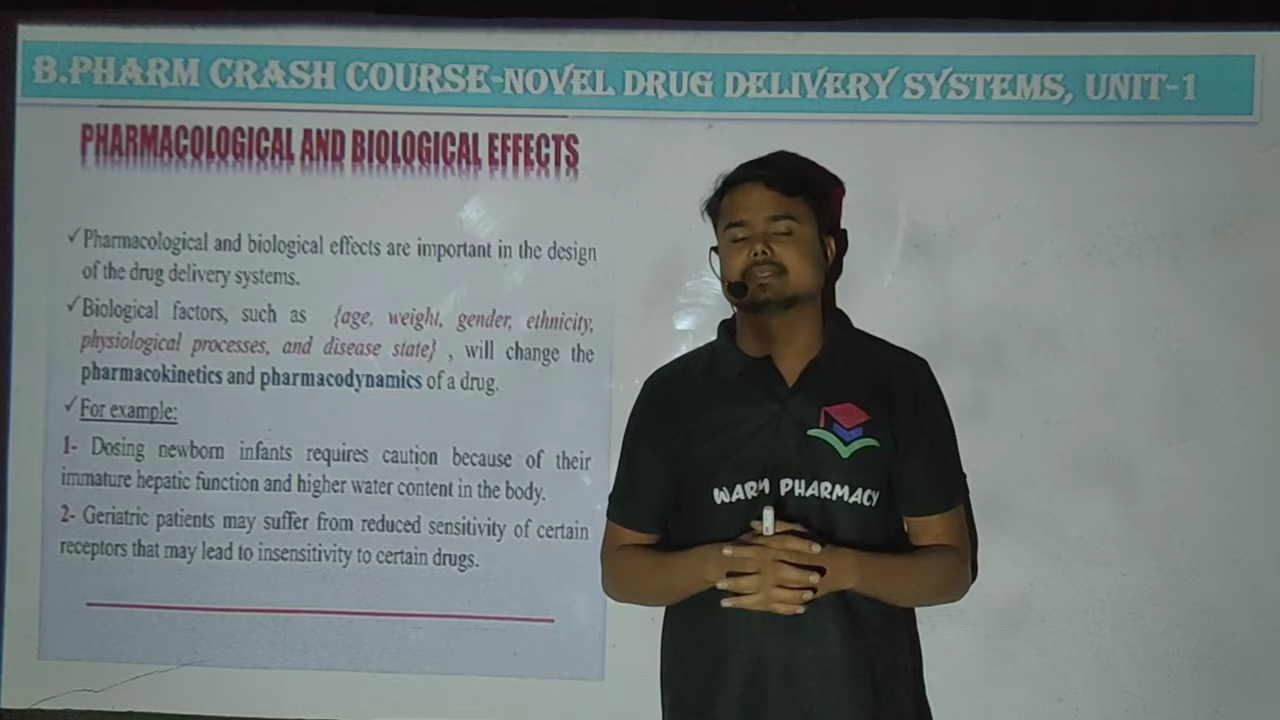 B.PHARM CRASH COURSE-NOVEL DRUG DELIVERY SYSTEMS, UNIT-1
PHARMACOLOGICAL AND BIOLOGICAL EFFECTS
✓Pharmacological and biological effects are important in the design
of the drug delivery systems.
✓Biological factors, such as {age, weight, gender, ethnicity,
physiological processes, and disease state} , will change the
pharmacokinetics and pharmacodynamics of a drug.
✓For example:
1- Dosing newborn infants requires caution because of their
immature hepatic function and higher water content in the body.
2- Geriatric patients may suffer from reduced sensitivity of certain
receptors that may lead to insensitivity to certain drugs.
WARM PHARMACY